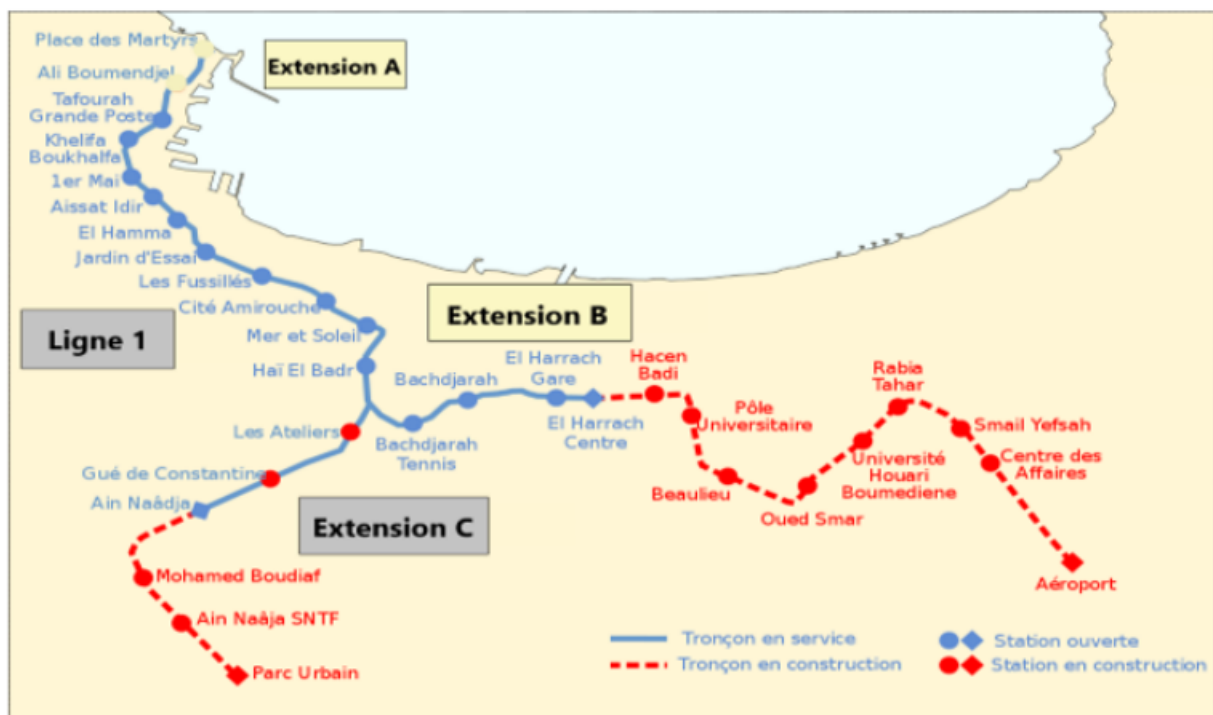 Place des Martyrs
Extension A
Ali Boumendjel
Tafourah
Grande Poste
Khelifa
Boukhalfa
1er Mai
Aissat Idir
El Hamma
Jardin d'Essai
Les Fussillés
Cité Amirouche
Extension B
Ligne 1
Mer et Soleil
Haï El Badr
Bachdjarah
El Harrach
Gare
Hacen
Badi
Rabia
Tahar
Les Ateliers
Bachdjarah
Tennis
El Harrach
Centre
Pôle
Universitaire
Smail Yefsah
Gué de Constantine
Beaulieu
Université
Houari
Boumediene
Centre des
Affaires
Ain Naâdja
Extension C
Oued Smar
Mohamed Boudiaf
Aéroport
Ain Naâja SNTF
Parc Urbain
Tronçon en service
Station ouverte
Tronçon en construction
Station en construction